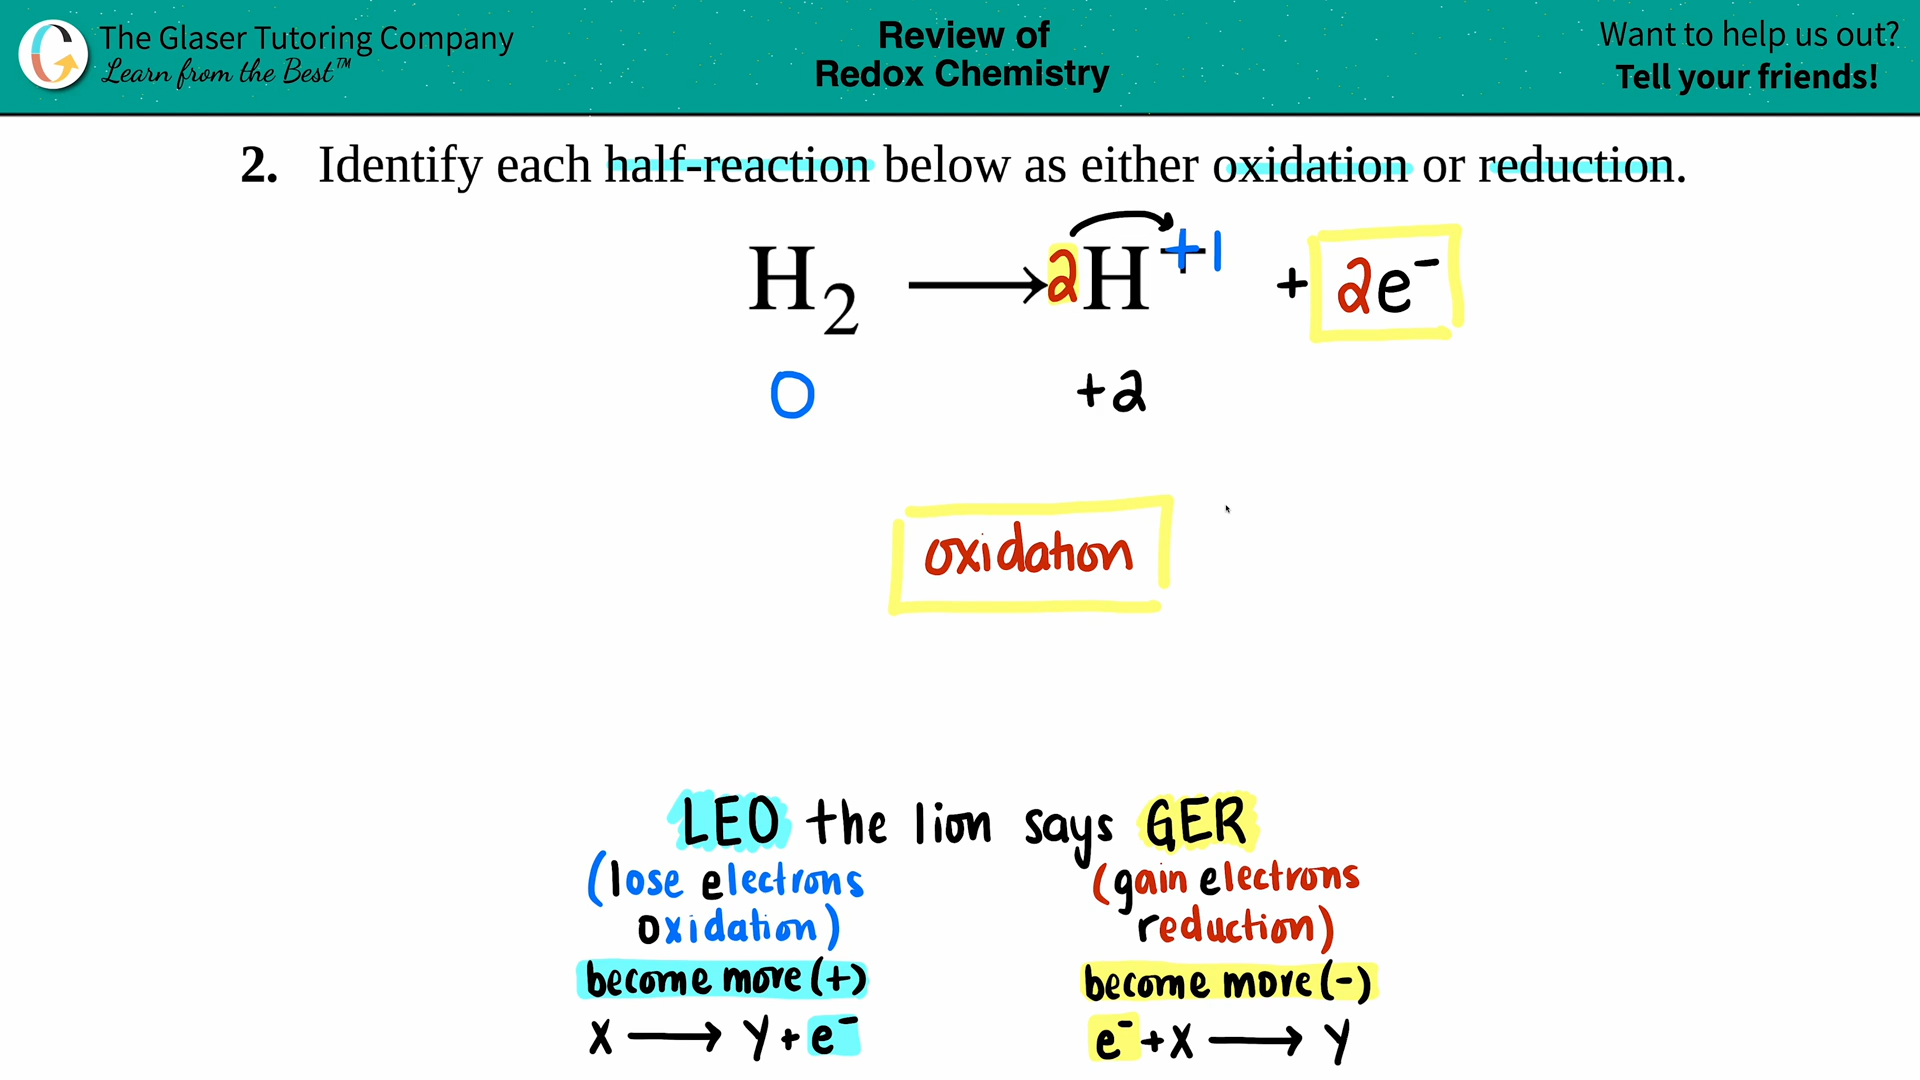 The Glaser Tutoring Company
Learn from the Best™
Review of
Redox Chemistry
Want to help us out?
Tell your friends!
2. Identify each half-reaction below as either oxidation or reduction.
H₂ ⟶ 2H⁺¹ + 2e⁻
0 +2
oxidation
LEO the lion says GER
(lose electrons
oxidation)
(gain electrons
reduction)
become more (+)
become more (-)
X ⟶ Y + e⁻
e⁻ + X ⟶ Y